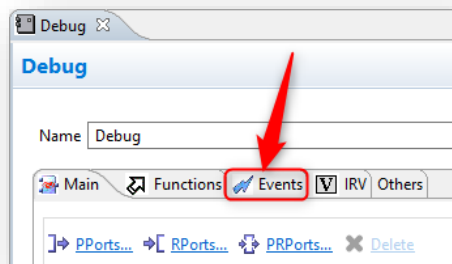 Debug
Debug
Name Debug
Main Functions Events V IRV Others
PPorts... RPorts... PRPorts... Delete